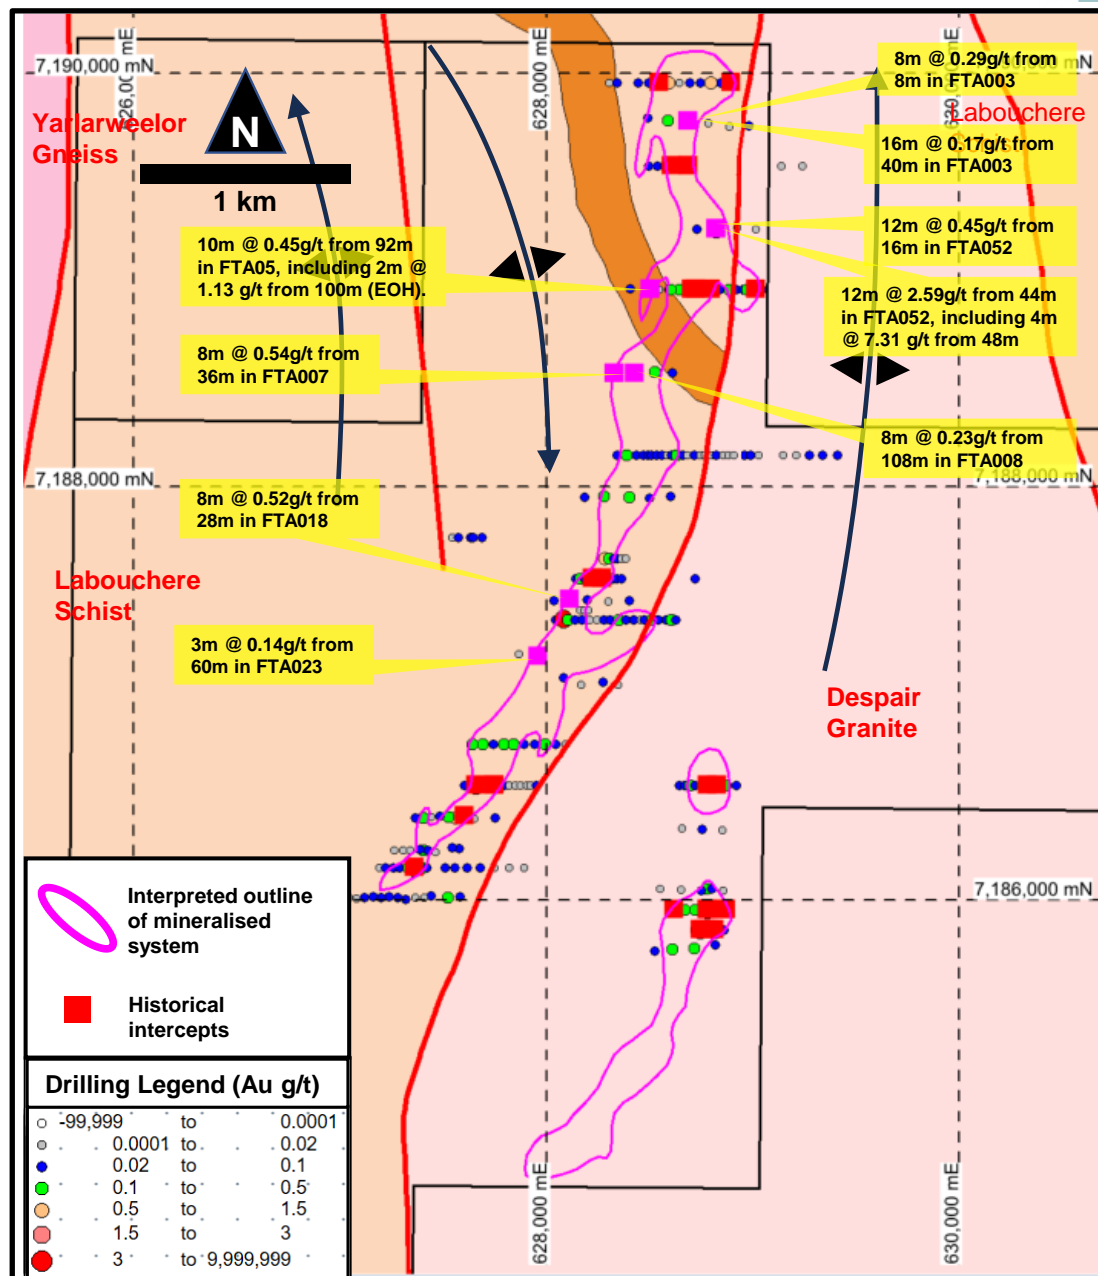 7,190,000 mN
626,000 mE
628,000 mE
8m @ 0.29g/t from
8m in FTA003
Labouchere
Yarlarweelor
Gneiss
N
1 km
16m @ 0.17g/t from
40m in FTA003
12m @ 0.45g/t from
16m in FTA052
10m @ 0.45g/t from 92m
in FTA05, including 2m @
1.13 g/t from 100m (EOH).
12m @ 2.59g/t from 44m
in FTA052, including 4m
@ 7.31 g/t from 48m
8m @ 0.54g/t from
36m in FTA007
8m @ 0.23g/t from
108m in FTA008
7,188,000 mN
7,188,000 mN
8m @ 0.52g/t from
28m in FTA018
Labouchere
Schist
3m @ 0.14g/t from
60m in FTA023
Despair
Granite
7,186,000 mN
Interpreted outline
of mineralised
system
Historical
intercepts
Drilling Legend (Au g/t)
-99,999 to 0.0001
0.0001 to 0.02
0.02 to 0.1
0.1 to 0.5
0.5 to 1.5
1.5 to 3
3 to 9,999,999
628,000 mE
630,000 mE